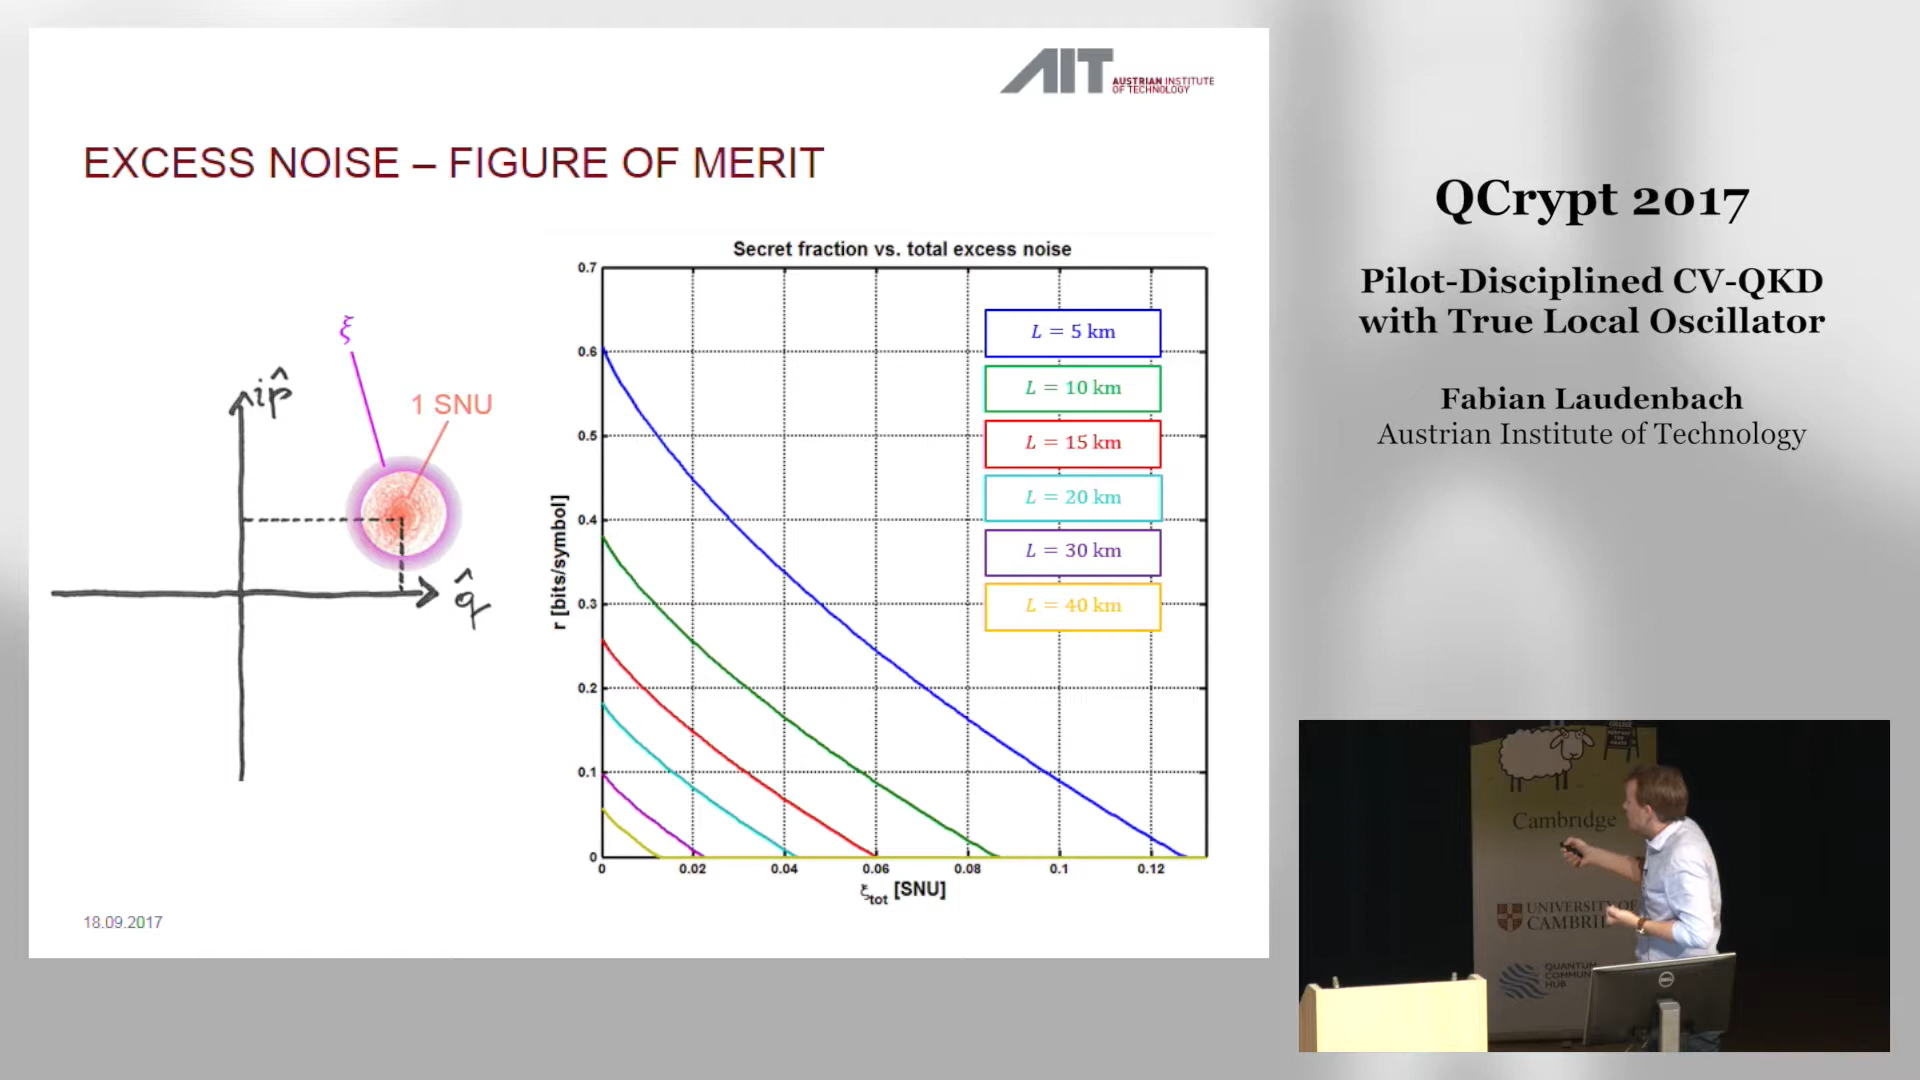 AIT
AUSTRIAN INSTITUTE
OF TECHNOLOGY
EXCESS NOISE – FIGURE OF MERIT
ξ
1 SNU
ip̂
q̂
Secret fraction vs. total excess noise
0.7
0.6
0.5
0.4
0.3
0.2
0.1
0
r [bits/symbol]
L = 5 km
L = 10 km
L = 15 km
L = 20 km
L = 30 km
L = 40 km
0 0.02 0.04 0.06 0.08 0.1 0.12
ξtot [SNU]
18.09.2017
QCrypt 2017
Pilot-Disciplined CV-QKD
with True Local Oscillator
Fabian Laudenbach
Austrian Institute of Technology
Cambridge
UNIVERSITY OF
QUANTUM
HUB
DELL